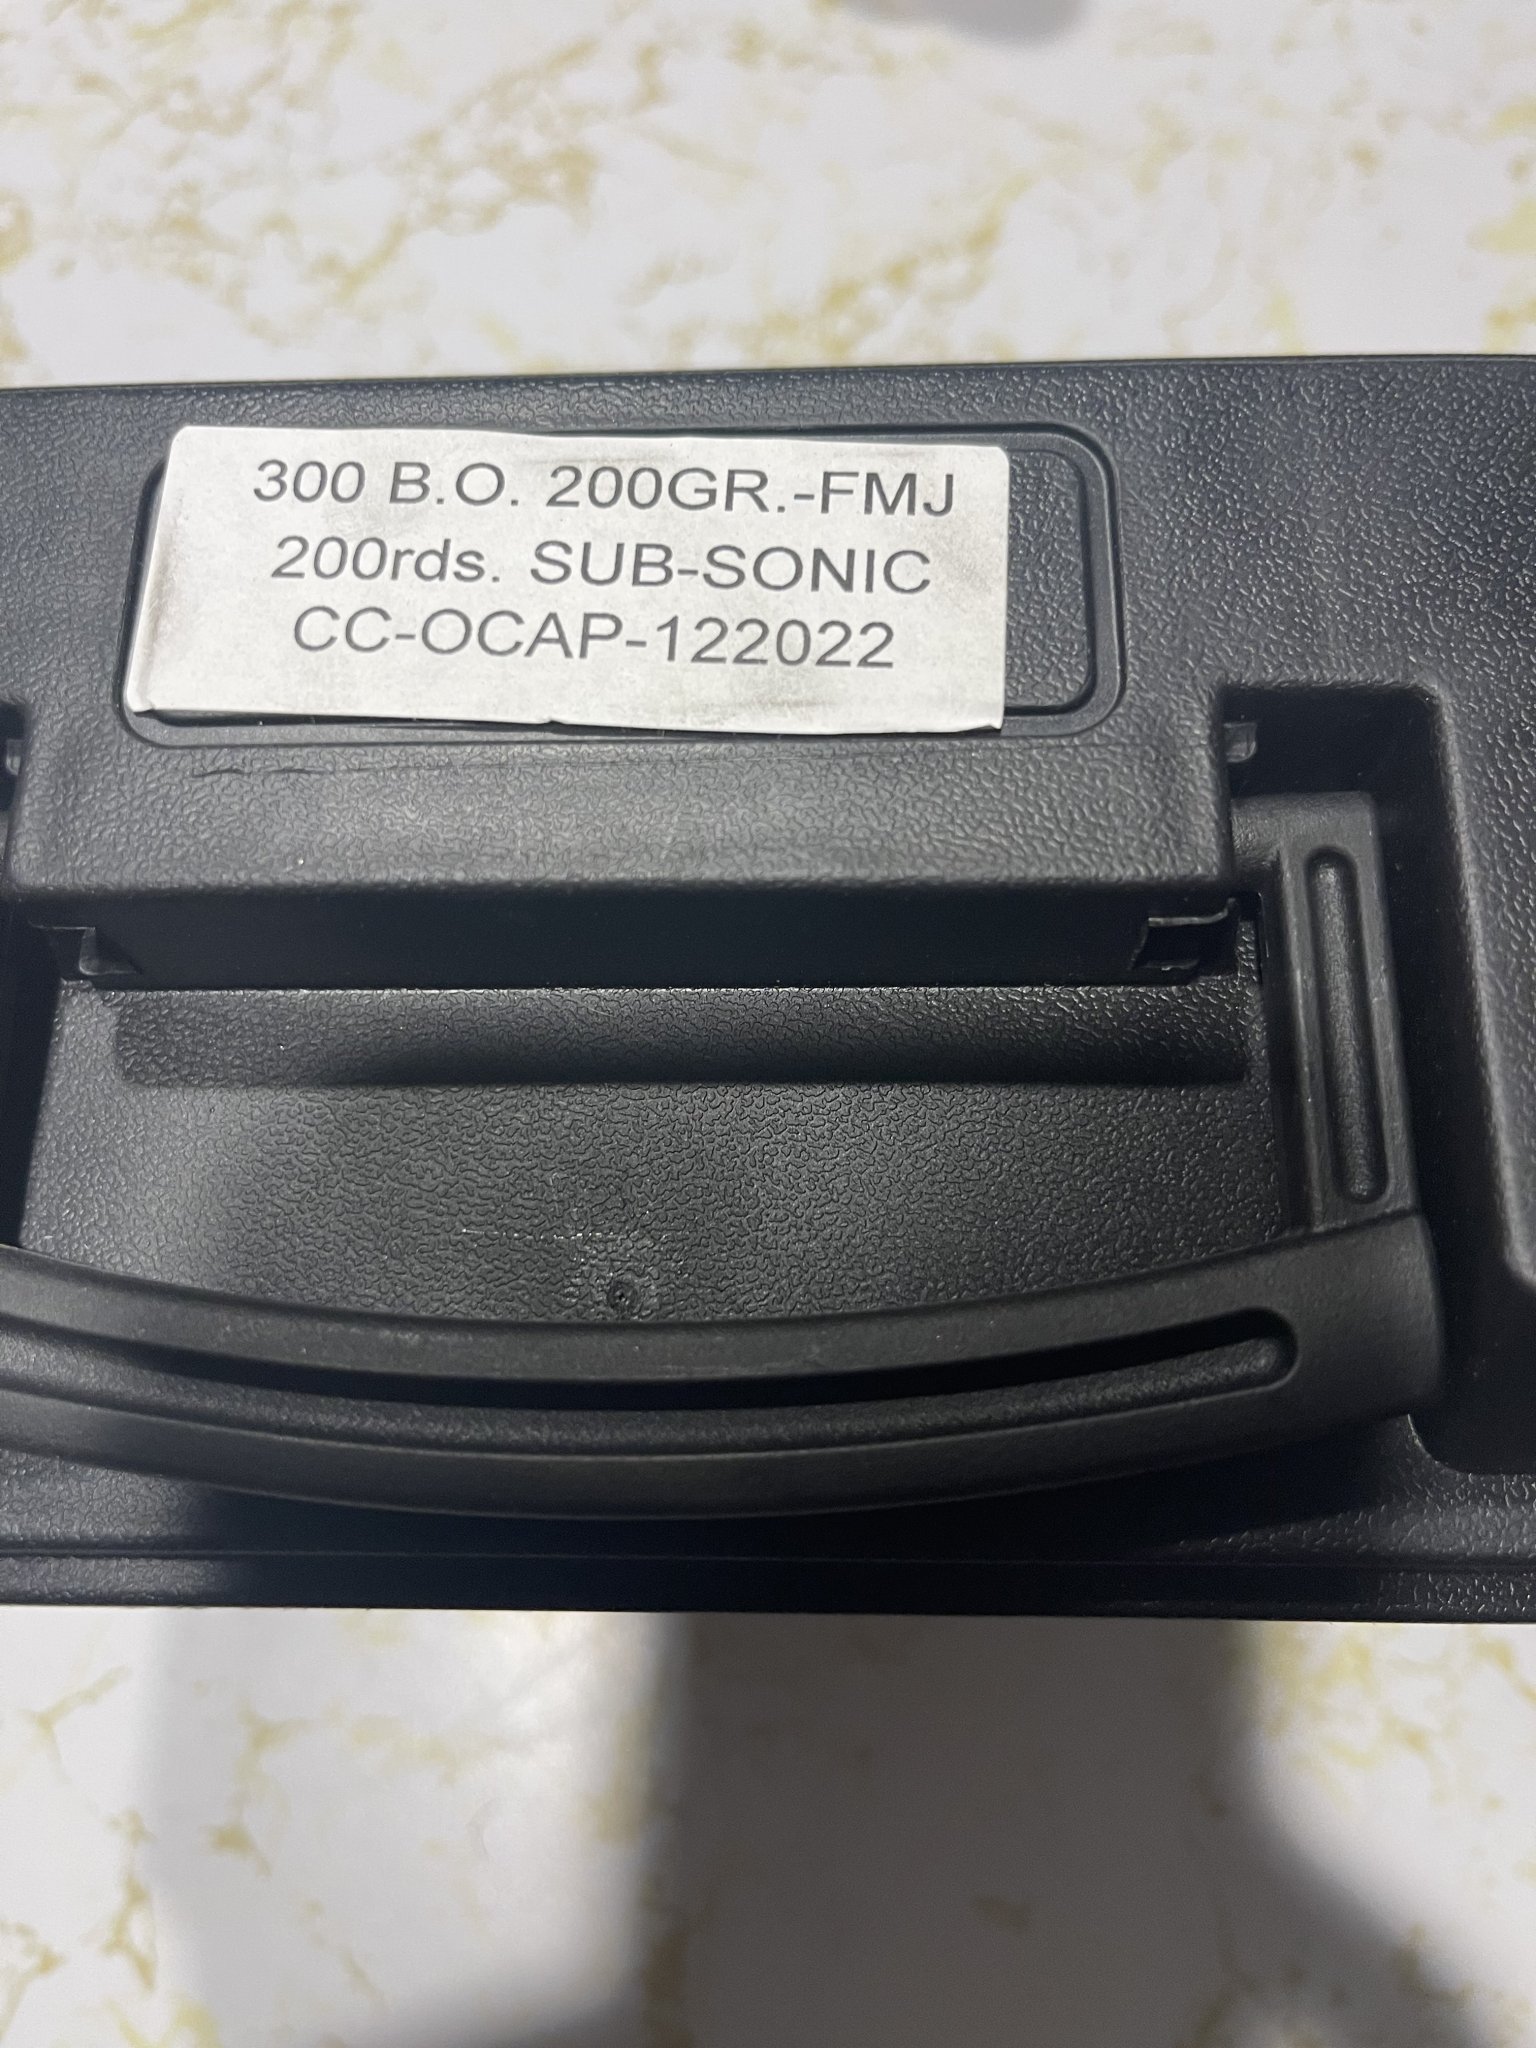 300 B.O. 200GR.-FMJ
200rds. SUB-SONIC
CC-OCAP-122022